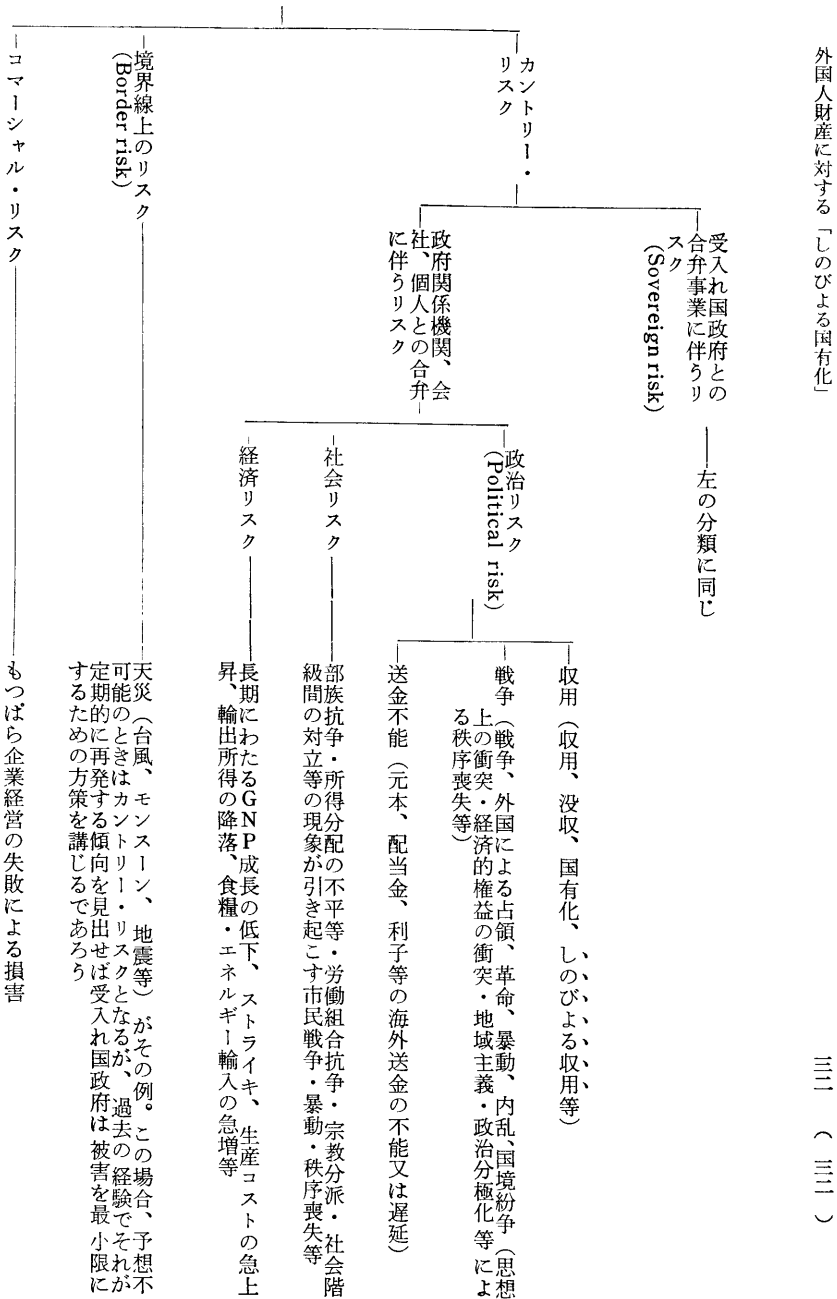 外国人財産に対する「しのびよる国有化」
三二 （三二）
カントリー・
リスク
受入れ国政府との
合弁事業に伴うリ
スク
(Sovereign risk)
左の分類に同じ
政府関係機関、会
社、個人との合弁
に伴うリスク
政治リスク
(Political risk)
収用（収用、没収、国有化、しのびよる収用等）
戦争（戦争、外国による占領、革命、暴動、内乱、国境紛争（思想
上の衝突・経済的権益の衝突・地域主義・政治分極化等によ
る秩序喪失等）
送金不能（元本、配当金、利子等の海外送金の不能又は遅延）
社会リスク
部族抗争・所得分配の不平等・労働組合抗争・宗教分派・社会階
級間の対立等の現象が引き起こす市民戦争・暴動・秩序喪失等
経済リスク
長期にわたるGNP成長の低下、ストライキ、生産コストの急上
昇、輸出所得の降落、食糧・エネルギー輸入の急増等
境界線上のリスク
(Border risk)
天災（台風、モンスーン、地震等）がその例。この場合、予想不
可能のときはカントリー・リスクとなるが、過去の経験でそれが
定期的に再発する傾向を見出せば受入れ国政府は被害を最小限に
するための方策を講じるであろう
コマーシャル・リスク
もつぱら企業経営の失敗による損害